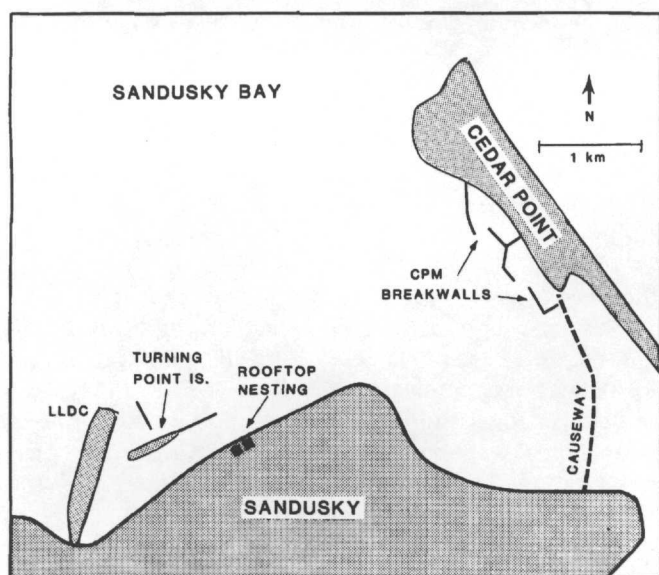 SANDUSKY BAY
N
1 km
CEDAR POINT
CPM
BREAKWALLS
TURNING
POINT IS.
ROOFTOP
NESTING
LLDC
CAUSEWAY
SANDUSKY